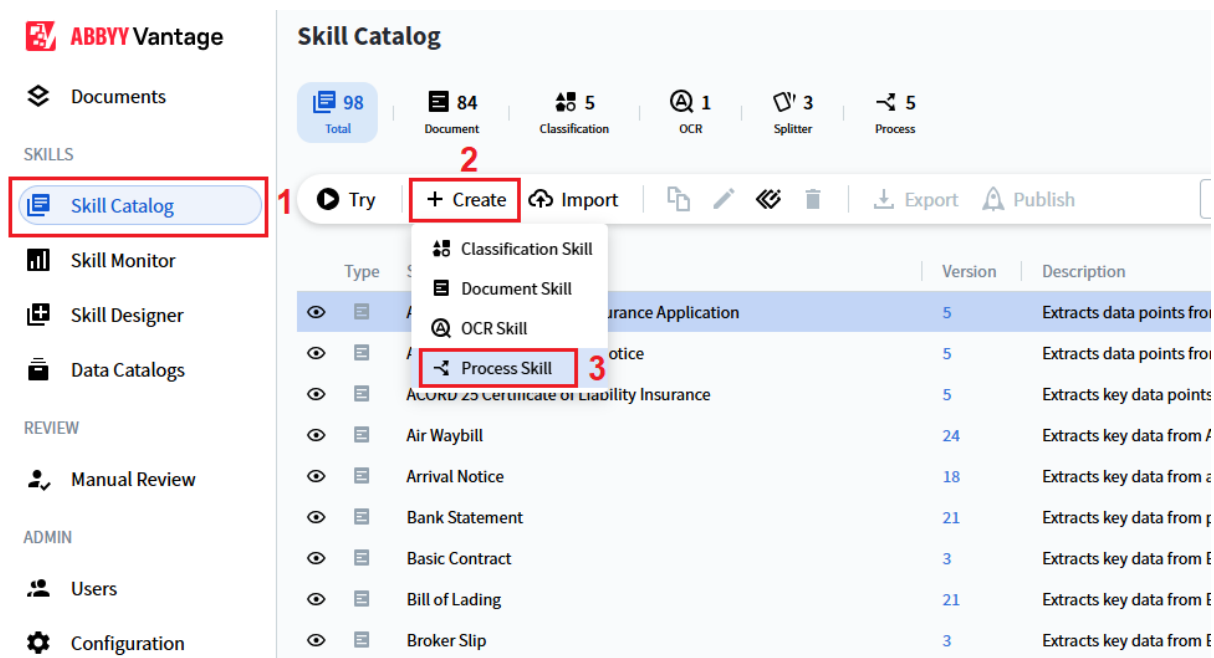 ABBYY Vantage
Documents
SKILLS
Skill Catalog
1
Skill Monitor
Skill Designer
Data Catalogs
REVIEW
Manual Review
ADMIN
Users
Configuration
Skill Catalog
98 Total
84 Document
5 Classification
1 OCR
3 Splitter
5 Process
2
Try + Create Import Export Publish
Classification Skill
Document Skill
OCR Skill
Process Skill 3
Type Version Description
urance Application 5 Extracts data points
otice 5 Extracts data points
ACORD 25 Certificate of Liability Insurance 5 Extracts key data points
Air Waybill 24 Extracts key data from
Arrival Notice 18 Extracts key data from
Bank Statement 21 Extracts key data from
Basic Contract 3 Extracts key data from
Bill of Lading 21 Extracts key data from
Broker Slip 3 Extracts key data from